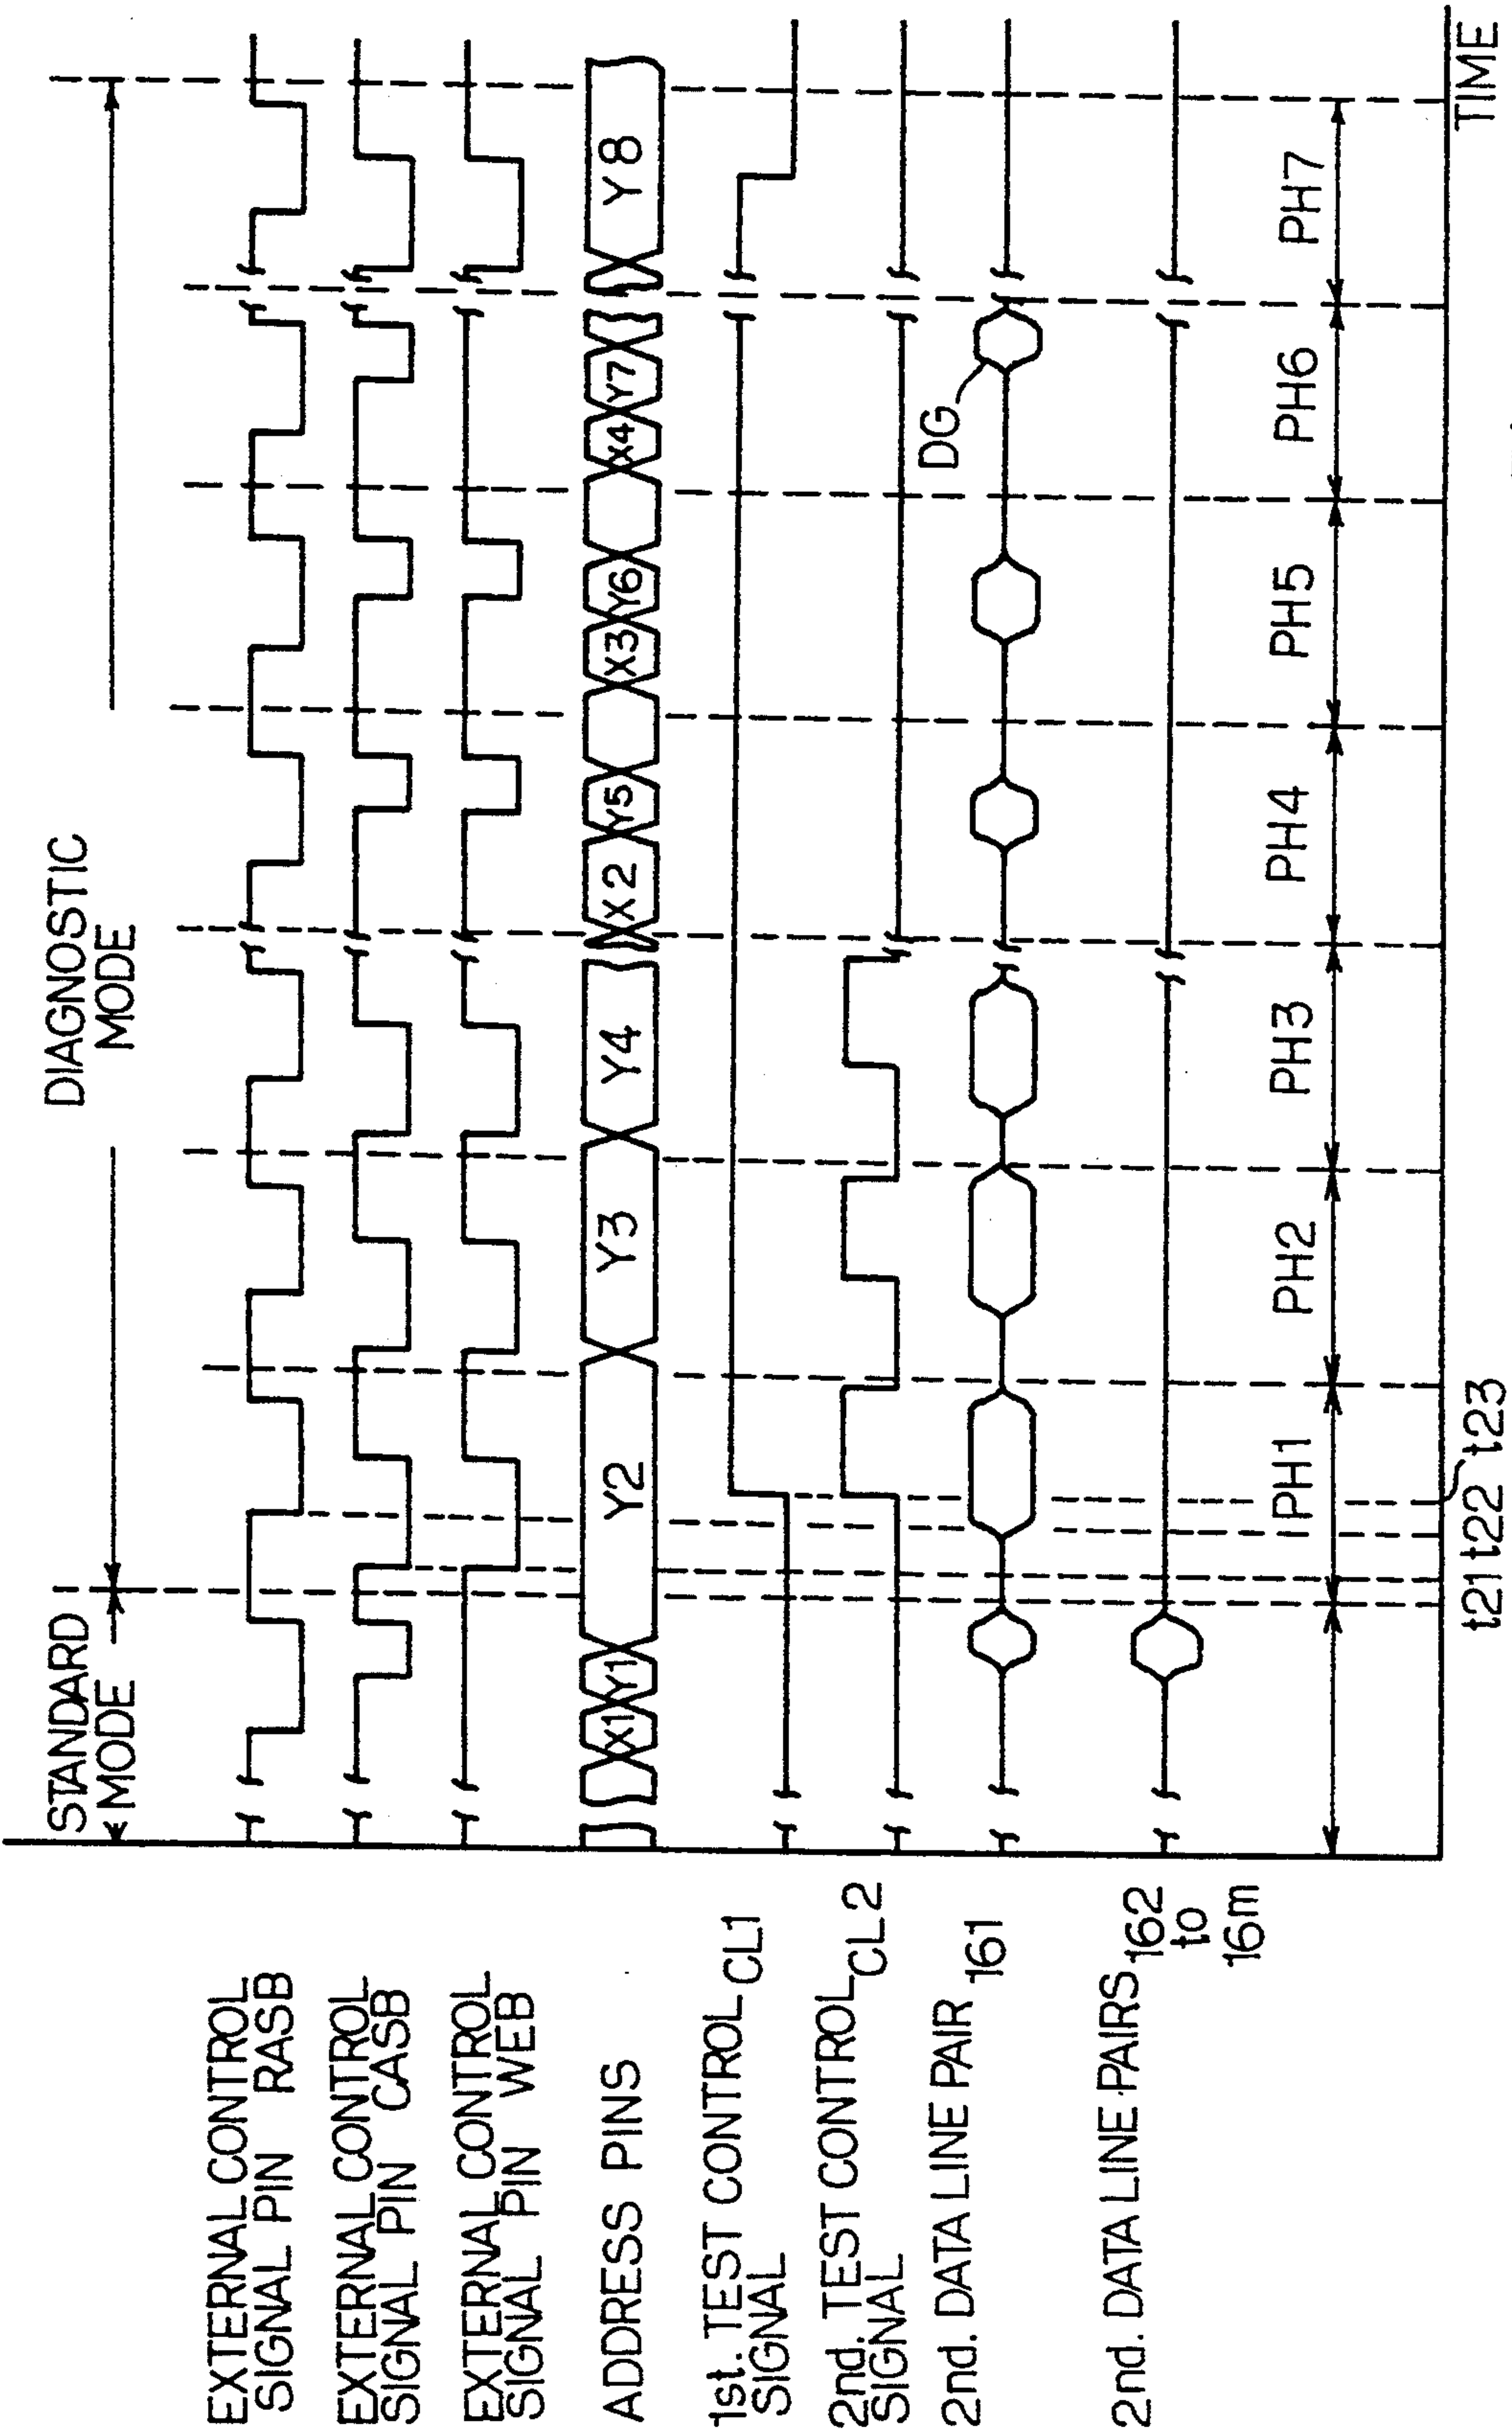 STANDARD
MODE
DIAGNOSTIC
MODE
EXTERNAL CONTROL
SIGNAL PIN RASB
EXTERNAL CONTROL
SIGNAL PIN CASB
EXTERNAL CONTROL
SIGNAL PIN WEB
ADDRESS PINS
X1 Y1 Y2 Y3 Y4 X2 Y5 X3 Y6 X4 Y7 Y8
1st. TEST CONTROL CL1
SIGNAL
2nd. TEST CONTROL CL2
SIGNAL
2nd. DATA LINE PAIR 161
DG
2nd. DATA LINE PAIRS 162
to
16m
PH1 PH2 PH3 PH4 PH5 PH6 PH7
t21 t22 t23
TIME